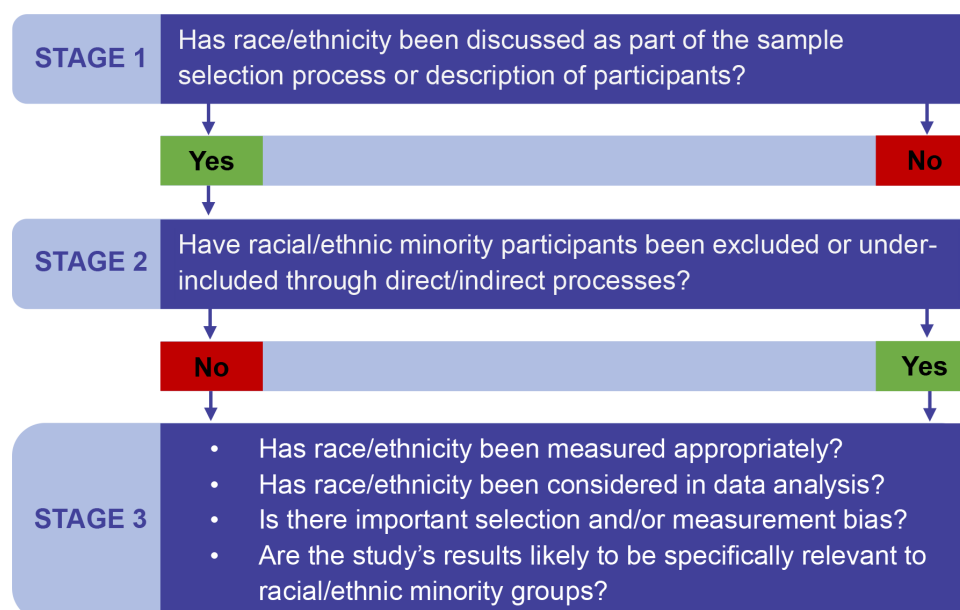 STAGE 1
Has race/ethnicity been discussed as part of the sample
selection process or description of participants?
Yes
No
STAGE 2
Have racial/ethnic minority participants been excluded or under-
included through direct/indirect processes?
No
Yes
STAGE 3
• Has race/ethnicity been measured appropriately?
• Has race/ethnicity been considered in data analysis?
• Is there important selection and/or measurement bias?
• Are the study’s results likely to be specifically relevant to
racial/ethnic minority groups?